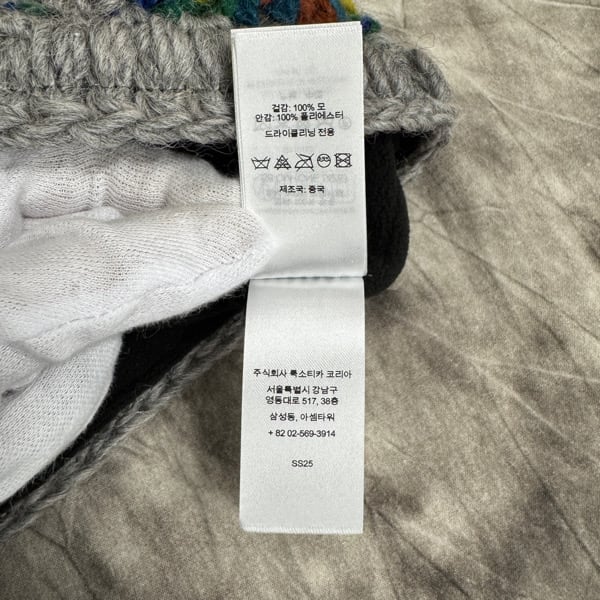 겉감: 100% 모
안감: 100% 폴리에스터
드라이클리닝 전용
제조국: 중국
주식회사 룩소티카 코리아
서울특별시 강남구
영동대로 517, 38층
삼성동, 아셈타워
+ 82 02-569-3914
SS25